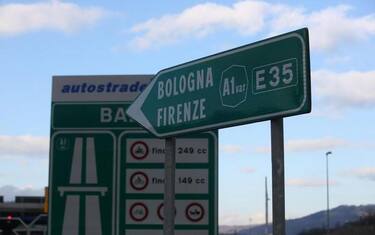 autostrade
BA
BOLOGNA
FIRENZE
A1var
E35
fino a 249 cc
fino a 149 cc